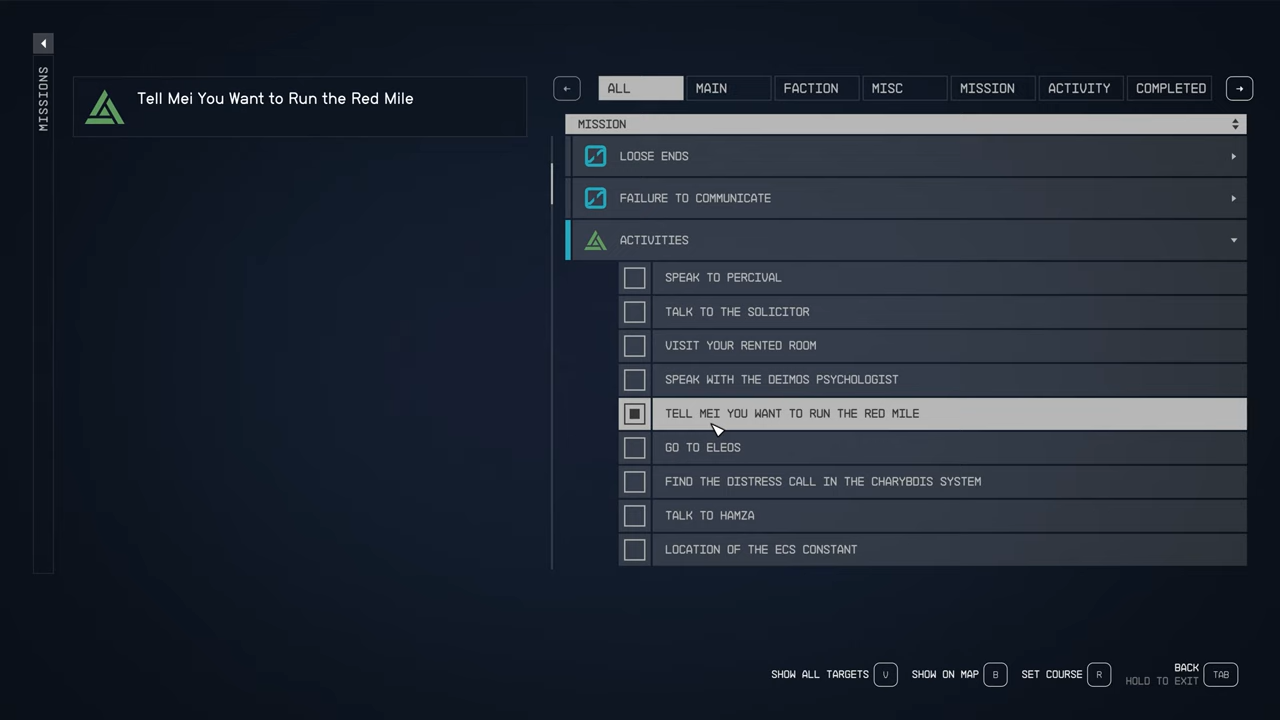 MISSIONS
Tell Mei You Want to Run the Red Mile
ALL
MAIN
FACTION
MISC
MISSION
ACTIVITY
COMPLETED
MISSION
LOOSE ENDS
FAILURE TO COMMUNICATE
ACTIVITIES
SPEAK TO PERCIVAL
TALK TO THE SOLICITOR
VISIT YOUR RENTED ROOM
SPEAK WITH THE DEIMOS PSYCHOLOGIST
TELL MEI YOU WANT TO RUN THE RED MILE
GO TO ELEOS
FIND THE DISTRESS CALL IN THE CHARYBDIS SYSTEM
TALK TO HAMZA
LOCATION OF THE ECS CONSTANT
SHOW ALL TARGETS V
SHOW ON MAP B
SET COURSE R
BACK
HOLD TO EXIT TAB